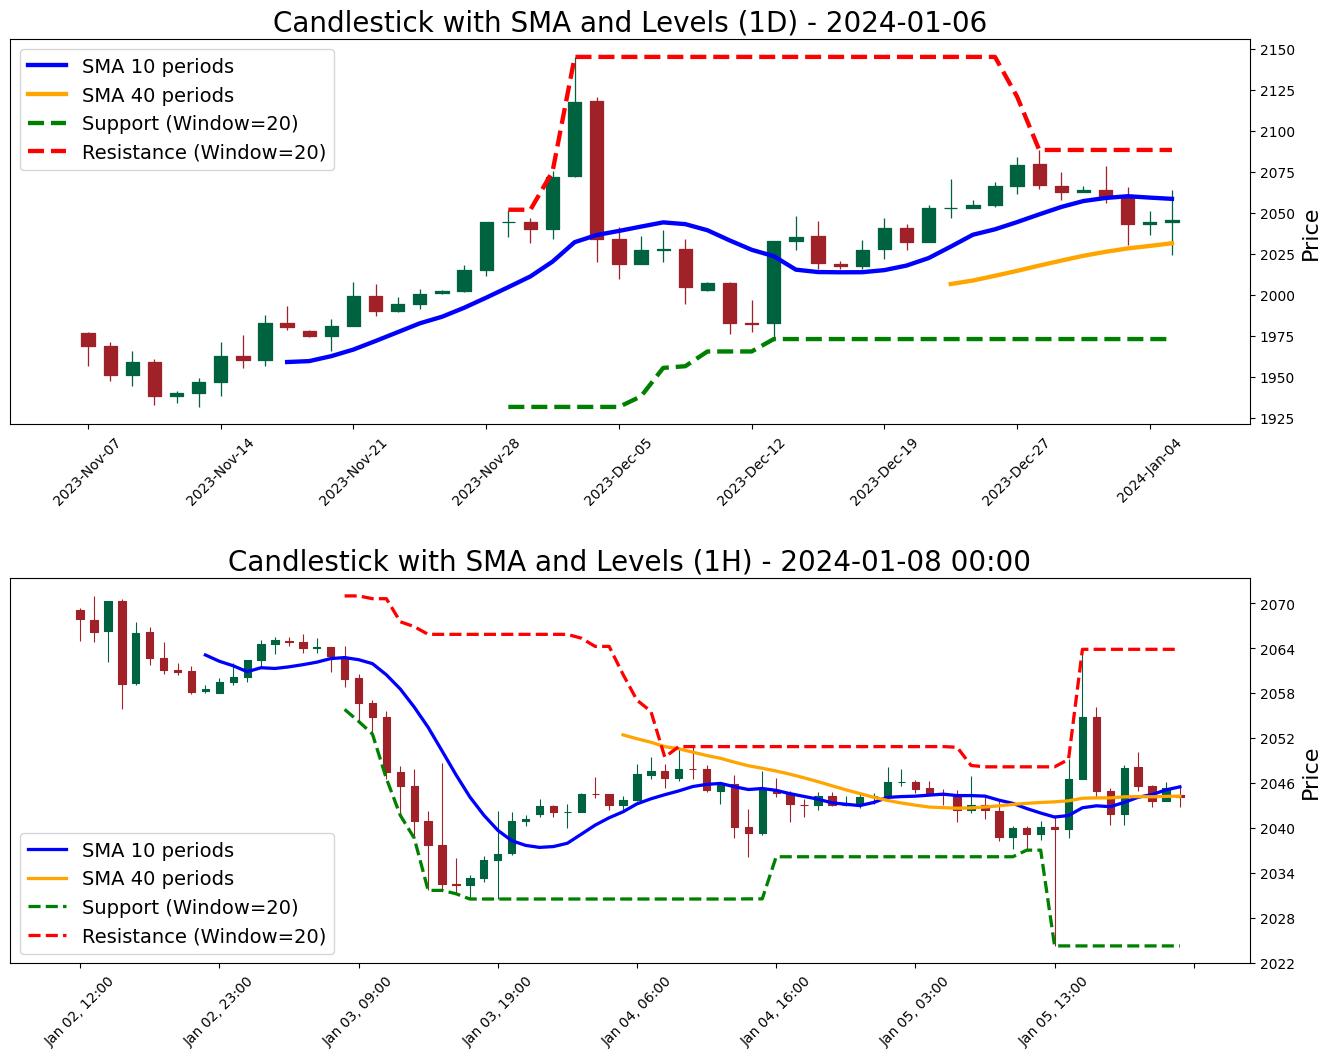 Candlestick with SMA and Levels (1D) - 2024-01-06
SMA 10 periods
SMA 40 periods
Support (Window=20)
Resistance (Window=20)
2150
2125
2100
2075
2050
2025
2000
1975
1950
1925
Price
2023-Nov-07
2023-Nov-14
2023-Nov-21
2023-Nov-28
2023-Dec-05
2023-Dec-12
2023-Dec-19
2023-Dec-27
2024-Jan-04
Candlestick with SMA and Levels (1H) - 2024-01-08 00:00
2070
2064
2058
2052
2046
2040
2034
2028
2022
Price
SMA 10 periods
SMA 40 periods
Support (Window=20)
Resistance (Window=20)
Jan 02, 12:00
Jan 02, 23:00
Jan 03, 09:00
Jan 03, 19:00
Jan 04, 06:00
Jan 04, 16:00
Jan 05, 03:00
Jan 05, 13:00